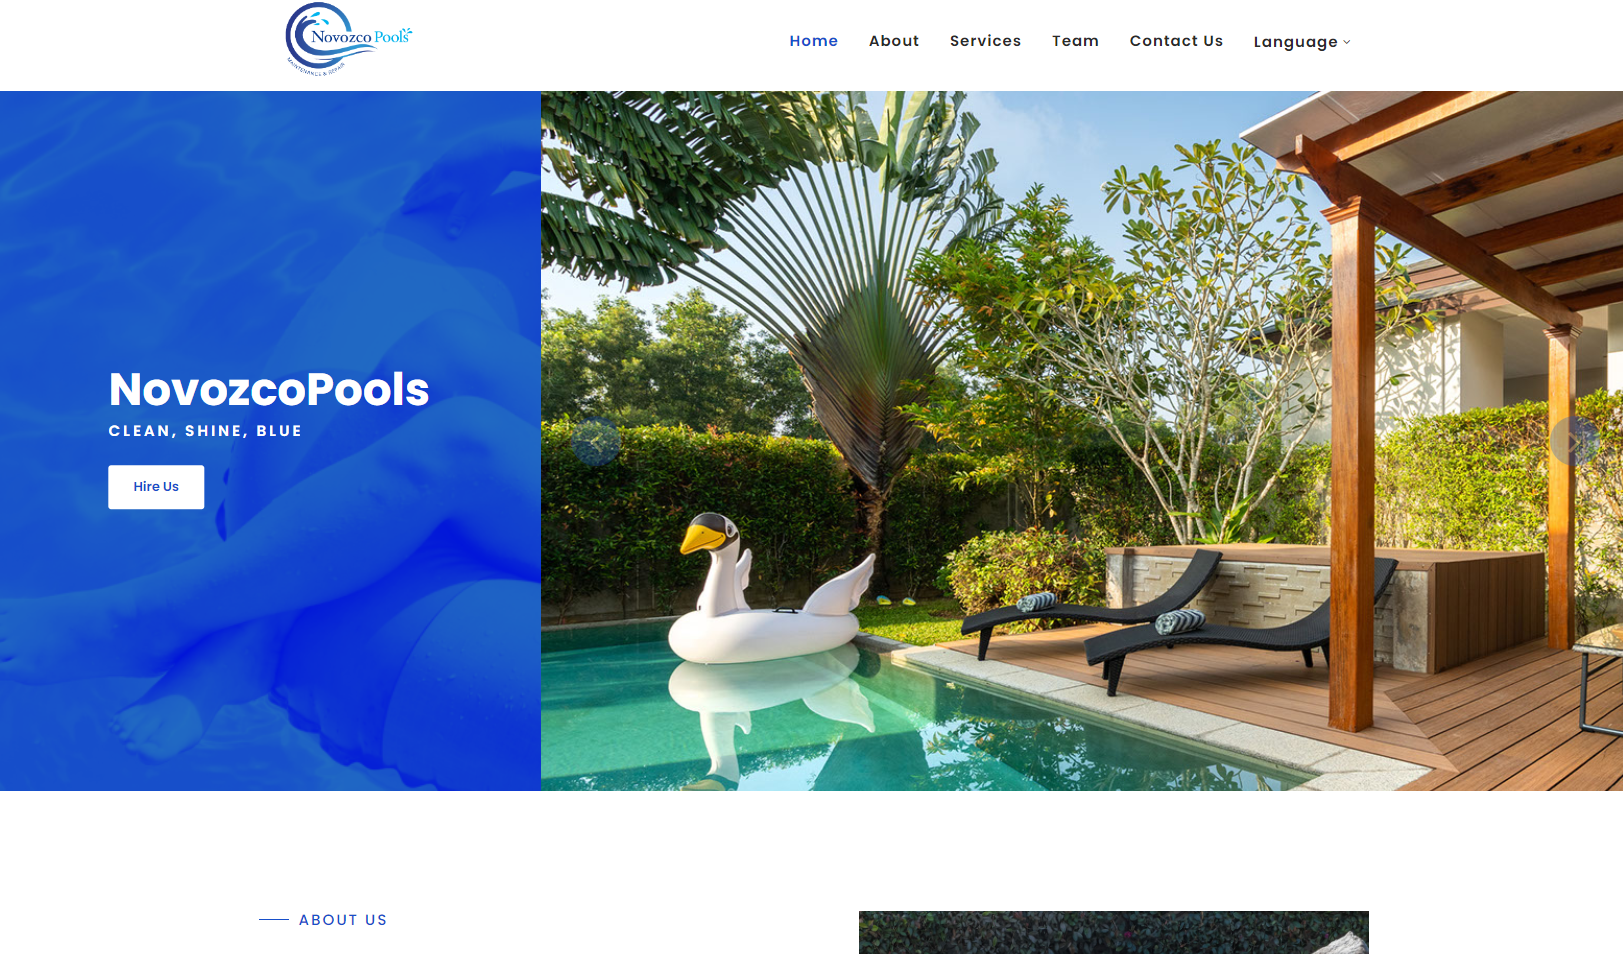 Novozco Pools
MAINTENANCE & REPAIR
Home
About
Services
Team
Contact Us
Language
NovozcoPools
CLEAN, SHINE, BLUE
Hire Us
ABOUT US